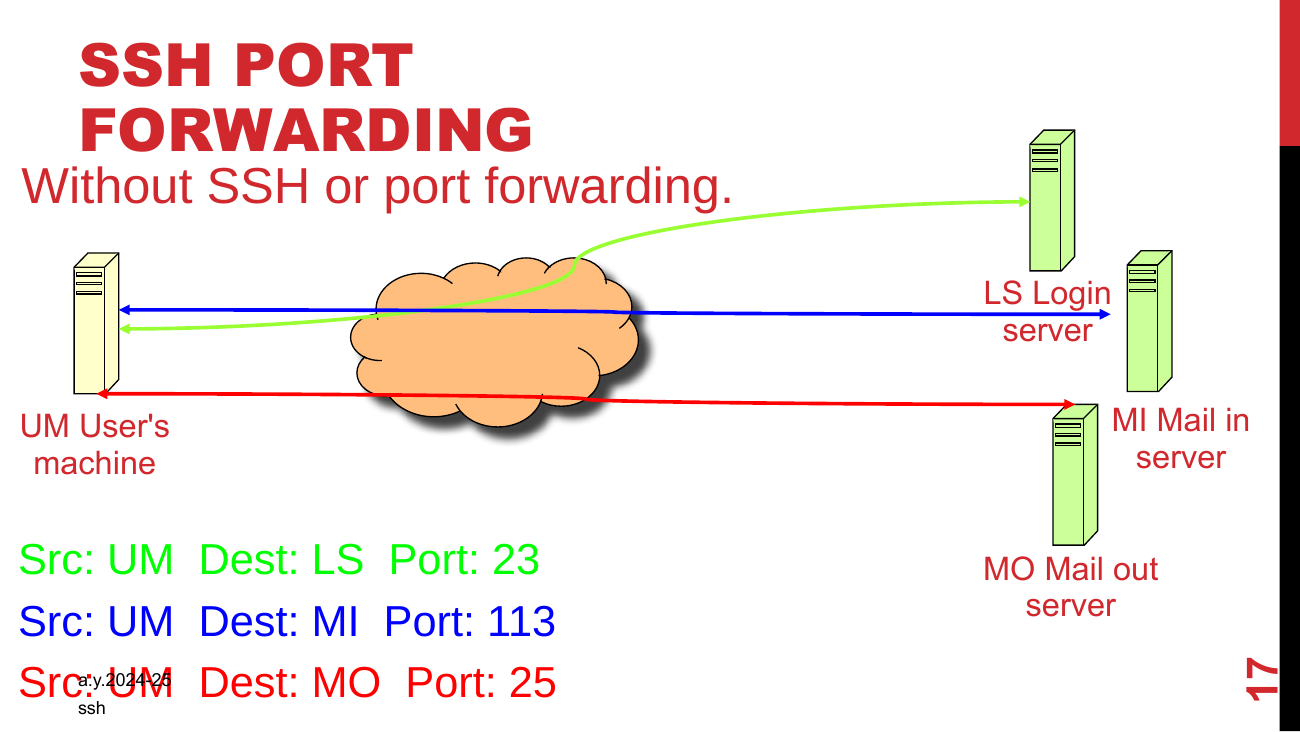 SSH PORT
FORWARDING
Without SSH or port forwarding.
LS Login
server
UM User's
machine
MI Mail in
server
MO Mail out
server
Src: UM  Dest: LS  Port: 23
Src: UM  Dest: MI  Port: 113
Src: UM  Dest: MO  Port: 25
a.y.2024-25
ssh
17